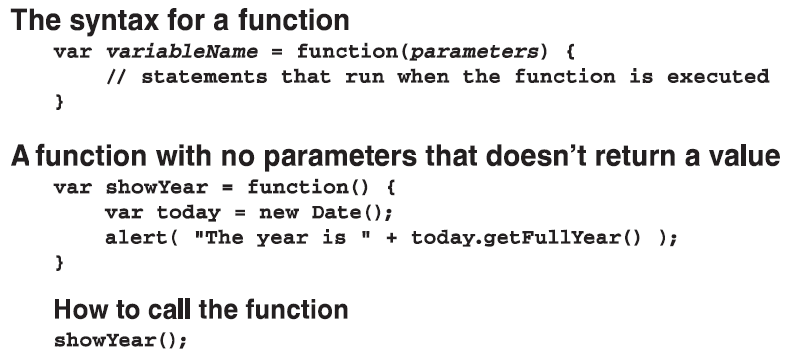 The syntax for a function
var variableName = function(parameters) {
    // statements that run when the function is executed
}
A function with no parameters that doesn't return a value
var showYear = function() {
    var today = new Date();
    alert( "The year is " + today.getFullYear() );
}
How to call the function
showYear();